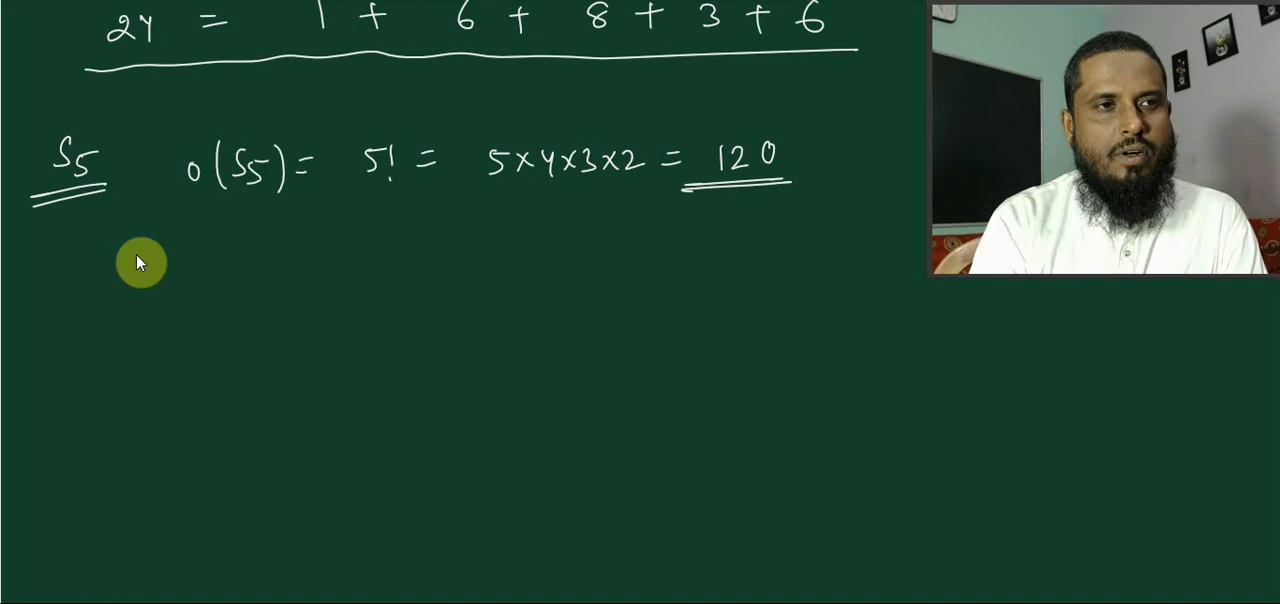 24 = 1 + 6 + 8 + 3 + 6
S5 o(S5) = 5! = 5×4×3×2 = 120